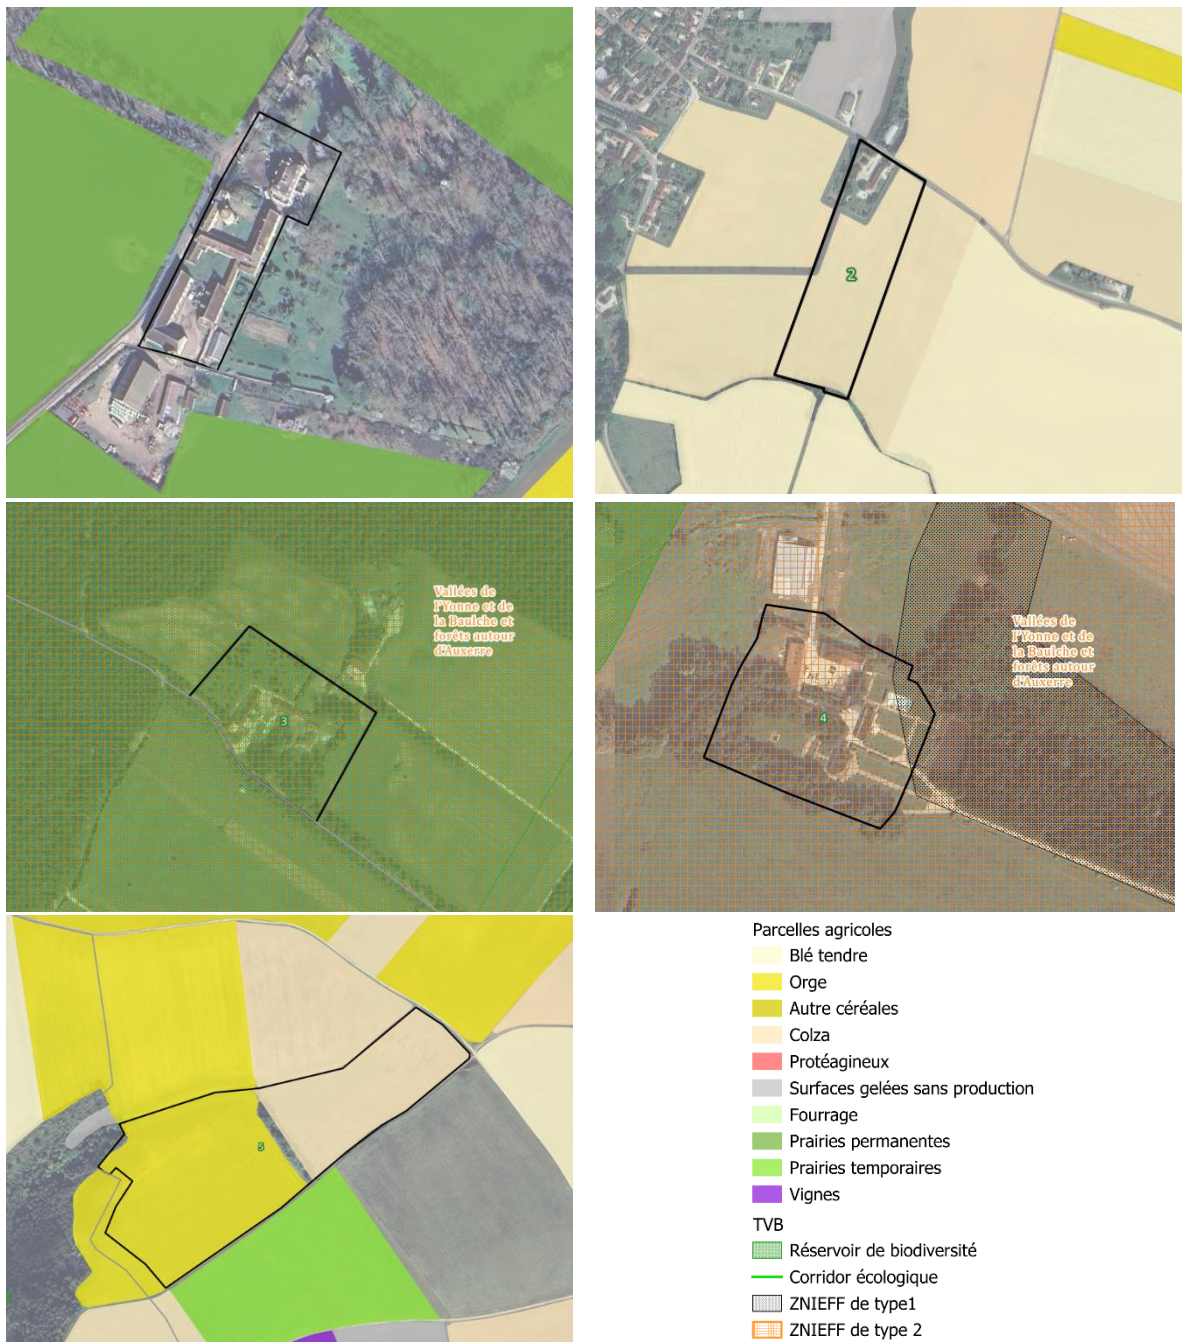 2
Vallées de
l'Yonne et de
la Baulche et
forêts autour
d'Auxerre
3
Vallées de
l'Yonne et de
la Baulche et
forêts autour
d'Auxerre
4
5
Parcelles agricoles
Blé tendre
Orge
Autre céréales
Colza
Protéagineux
Surfaces gelées sans production
Fourrage
Prairies permanentes
Prairies temporaires
Vignes
TVB
Réservoir de biodiversité
Corridor écologique
ZNIEFF de type1
ZNIEFF de type 2